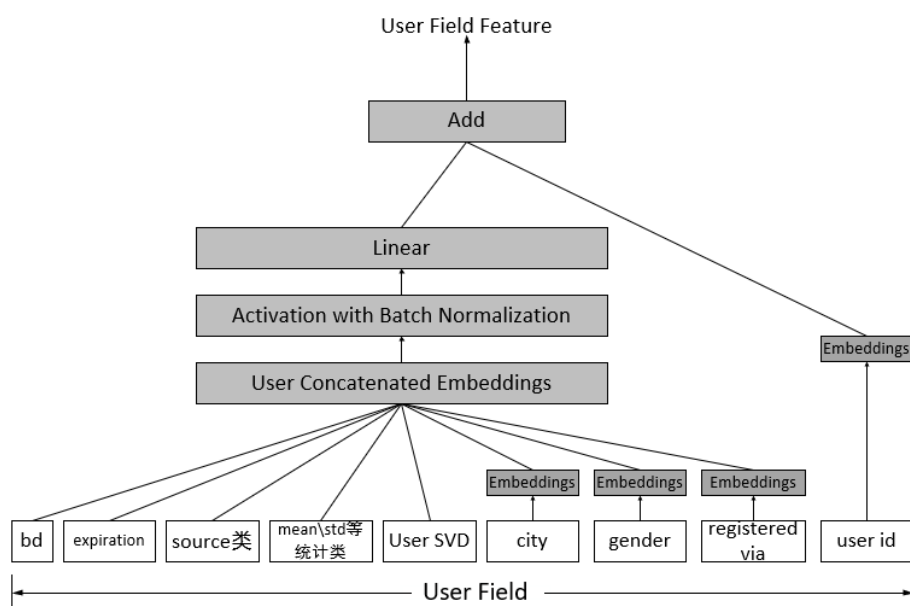 User Field Feature
Add
Linear
Activation with Batch Normalization
Embeddings
User Concatenated Embeddings
Embeddings
Embeddings
Embeddings
bd
expiration
source类
mean\std等
统计类
User SVD
city
gender
registered
via
user id
User Field